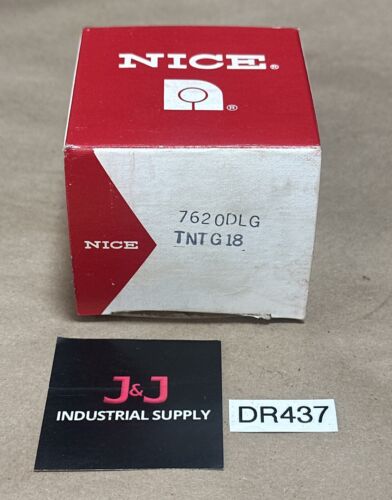 NICE®
®
NICE
7620DLG
TNTG18
J&J
INDUSTRIAL SUPPLY
DR437